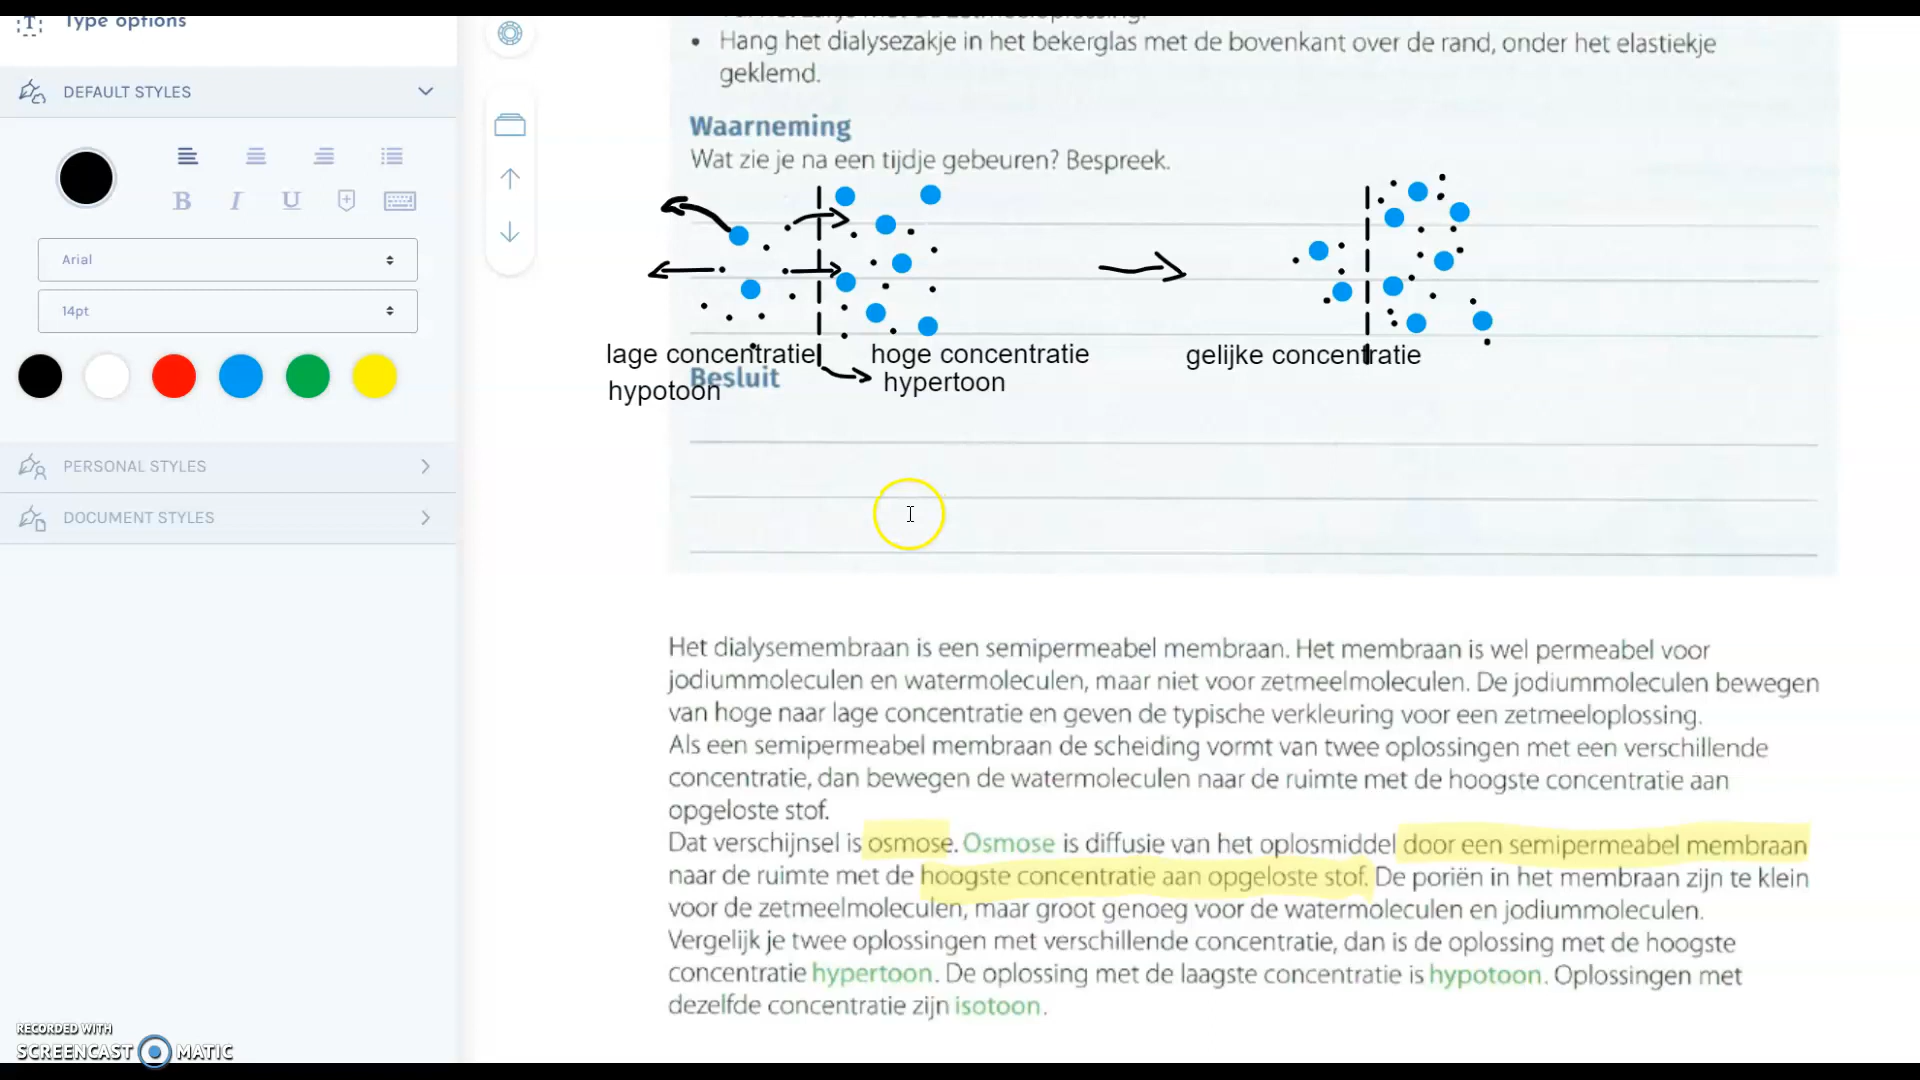 Type options
DEFAULT STYLES
B I U
Arial
14pt
PERSONAL STYLES
DOCUMENT STYLES
Vul het zakje met de zetmeeloplossing.
• Hang het dialysezakje in het bekerglas met de bovenkant over de rand, onder het elastiekje
geklemd.
Waarneming
Wat zie je na een tijdje gebeuren? Bespreek.
lage concentratie
hoge concentratie
gelijke concentratie
Besluit
hypotoon
hypertoon
Het dialysemembraan is een semipermeabel membraan. Het membraan is wel permeabel voor
jodiummoleculen en watermoleculen, maar niet voor zetmeelmoleculen. De jodiummoleculen bewegen
van hoge naar lage concentratie en geven de typische verkleuring voor een zetmeeloplossing.
Als een semipermeabel membraan de scheiding vormt van twee oplossingen met een verschillende
concentratie, dan bewegen de watermoleculen naar de ruimte met de hoogste concentratie aan
opgeloste stof.
Dat verschijnsel is osmose. Osmose is diffusie van het oplosmiddel door een semipermeabel membraan
naar de ruimte met de hoogste concentratie aan opgeloste stof. De poriën in het membraan zijn te klein
voor de zetmeelmoleculen, maar groot genoeg voor de watermoleculen en jodiummoleculen.
Vergelijk je twee oplossingen met verschillende concentratie, dan is de oplossing met de hoogste
concentratie hypertoon. De oplossing met de laagste concentratie is hypotoon. Oplossingen met
dezelfde concentratie zijn isotoon.
RECORDED WITH
SCREENCAST MATIC